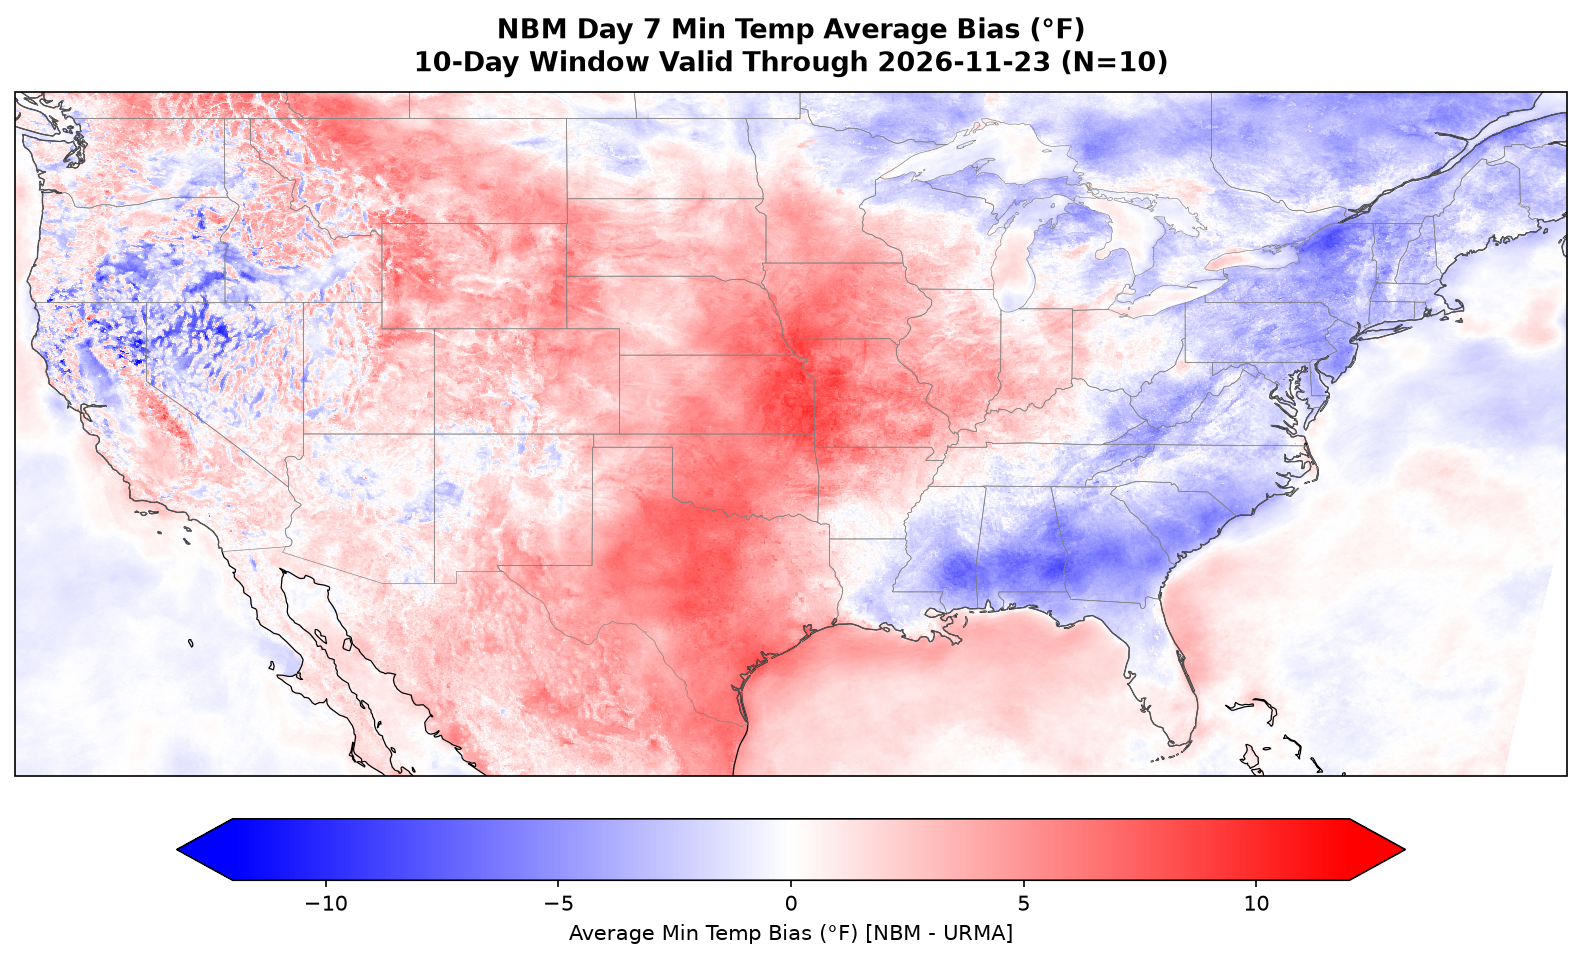 NBM Day 7 Min Temp Average Bias (°F)
10-Day Window Valid Through 2026-11-23 (N=10)
−10 −5 0 5 10
Average Min Temp Bias (°F) [NBM - URMA]